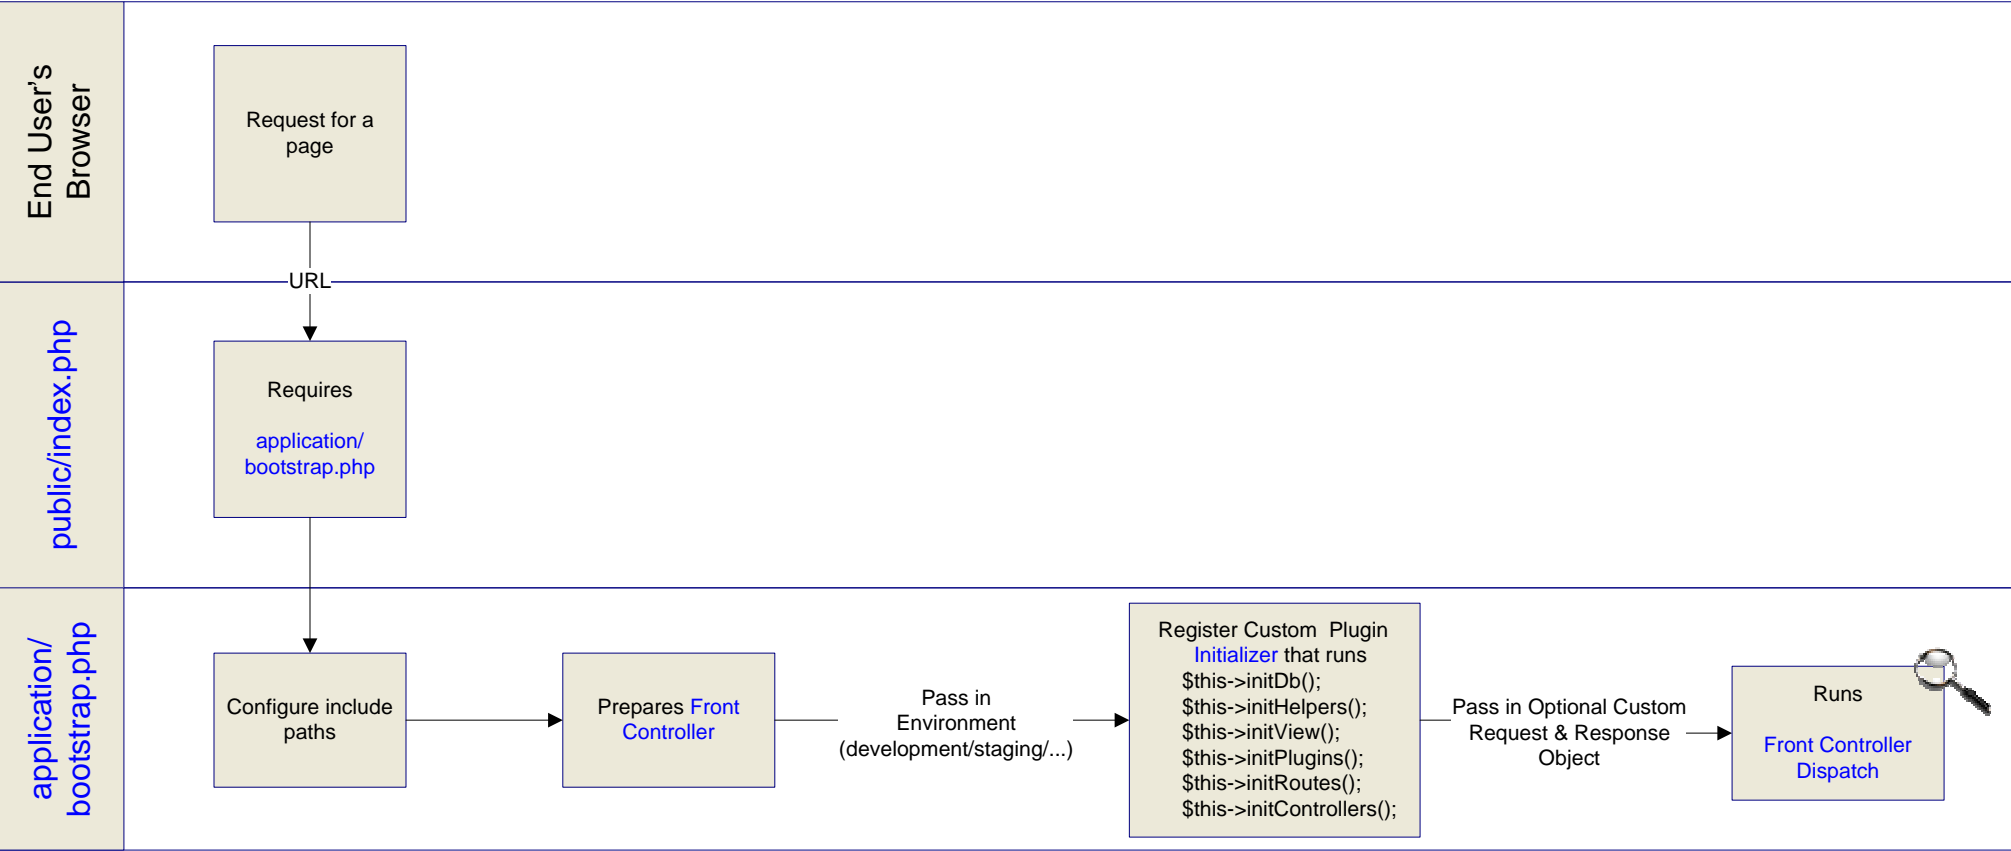 End User's
Browser
Request for a
page
URL
public/index.php
Requires
application/
bootstrap.php
application/
bootstrap.php
Configure include
paths
Prepares Front
Controller
Pass in
Environment
(development/staging/...)
Register Custom  Plugin
Initializer that runs
$this->initDb();
$this->initHelpers();
$this->initView();
$this->initPlugins();
$this->initRoutes();
$this->initControllers();
Pass in Optional Custom
Request & Response
Object
Runs
Front Controller
Dispatch